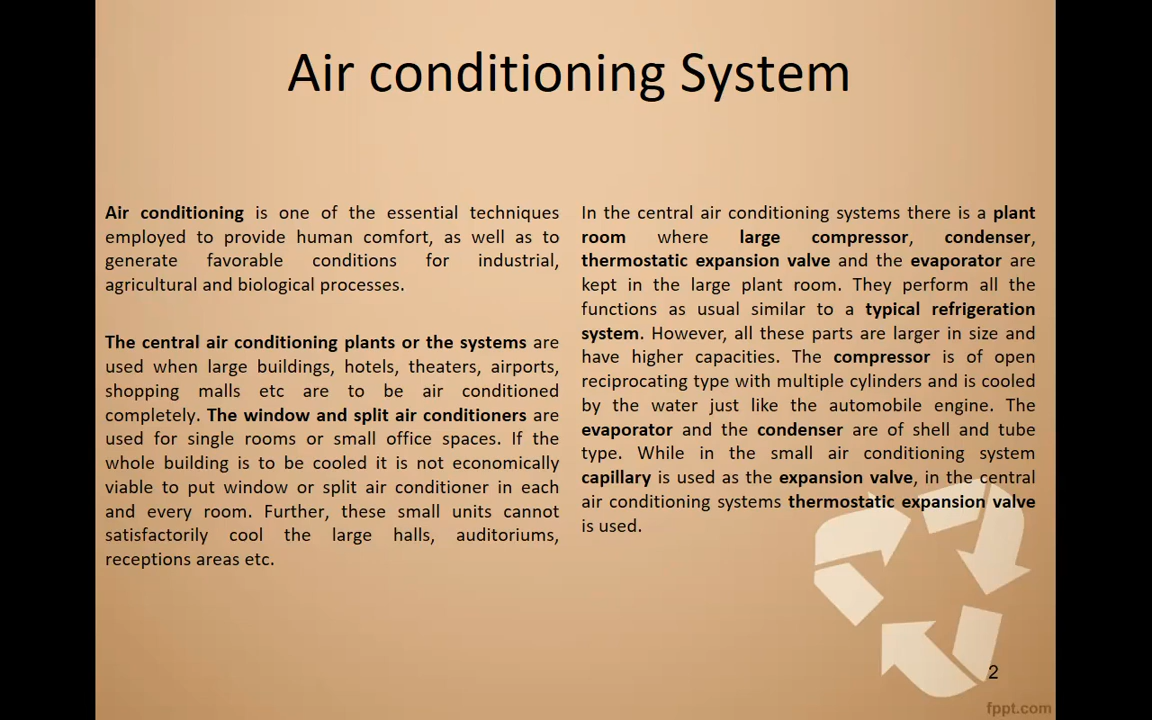 Air conditioning System
Air conditioning is one of the essential techniques
employed to provide human comfort, as well as to
generate favorable conditions for industrial,
agricultural and biological processes.
The central air conditioning plants or the systems are
used when large buildings, hotels, theaters, airports,
shopping malls etc are to be air conditioned
completely. The window and split air conditioners are
used for single rooms or small office spaces. If the
whole building is to be cooled it is not economically
viable to put window or split air conditioner in each
and every room. Further, these small units cannot
satisfactorily cool the large halls, auditoriums,
receptions areas etc.
In the central air conditioning systems there is a plant
room where large compressor, condenser,
thermostatic expansion valve and the evaporator are
kept in the large plant room. They perform all the
functions as usual similar to a typical refrigeration
system. However, all these parts are larger in size and
have higher capacities. The compressor is of open
reciprocating type with multiple cylinders and is cooled
by the water just like the automobile engine. The
evaporator and the condenser are of shell and tube
type. While in the small air conditioning system
capillary is used as the expansion valve, in the central
air conditioning systems thermostatic expansion valve
is used.
2
fppt.com